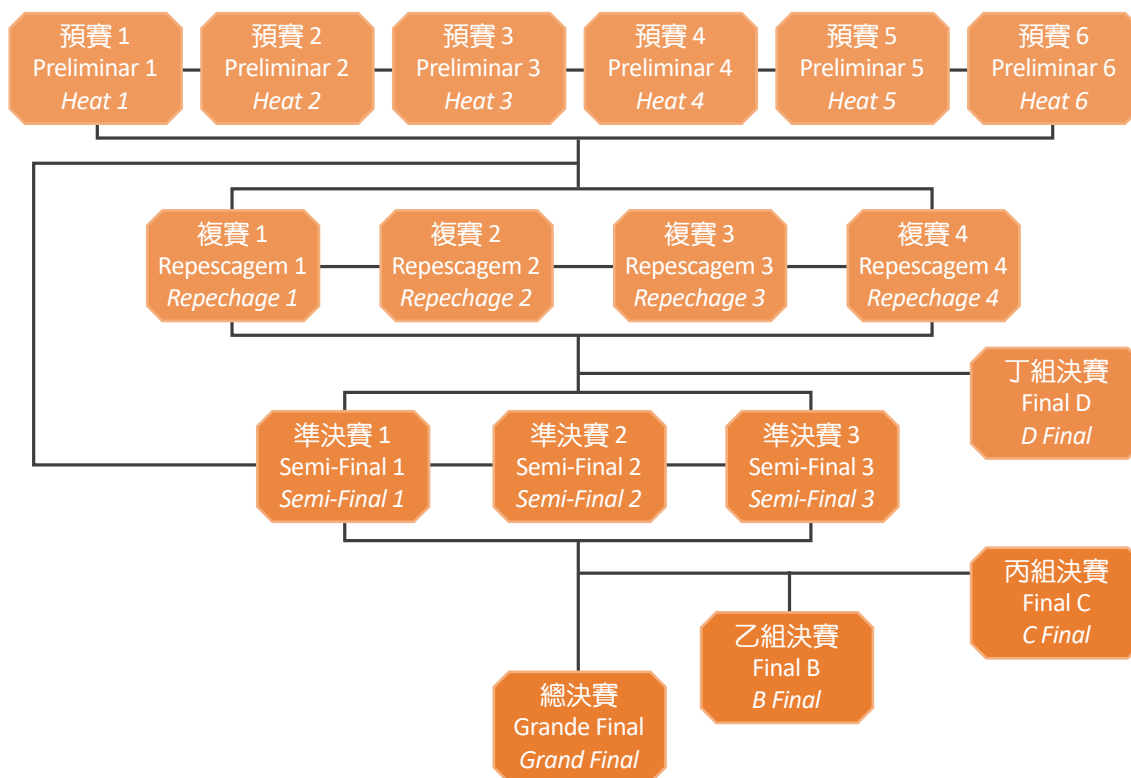 預賽 1
Preliminar 1
Heat 1
預賽 2
Preliminar 2
Heat 2
預賽 3
Preliminar 3
Heat 3
預賽 4
Preliminar 4
Heat 4
預賽 5
Preliminar 5
Heat 5
預賽 6
Preliminar 6
Heat 6
複賽 1
Repescagem 1
Repechage 1
複賽 2
Repescagem 2
Repechage 2
複賽 3
Repescagem 3
Repechage 3
複賽 4
Repescagem 4
Repechage 4
丁組決賽
Final D
D Final
準決賽 1
Semi-Final 1
Semi-Final 1
準決賽 2
Semi-Final 2
Semi-Final 2
準決賽 3
Semi-Final 3
Semi-Final 3
丙組決賽
Final C
C Final
乙組決賽
Final B
B Final
總決賽
Grande Final
Grand Final